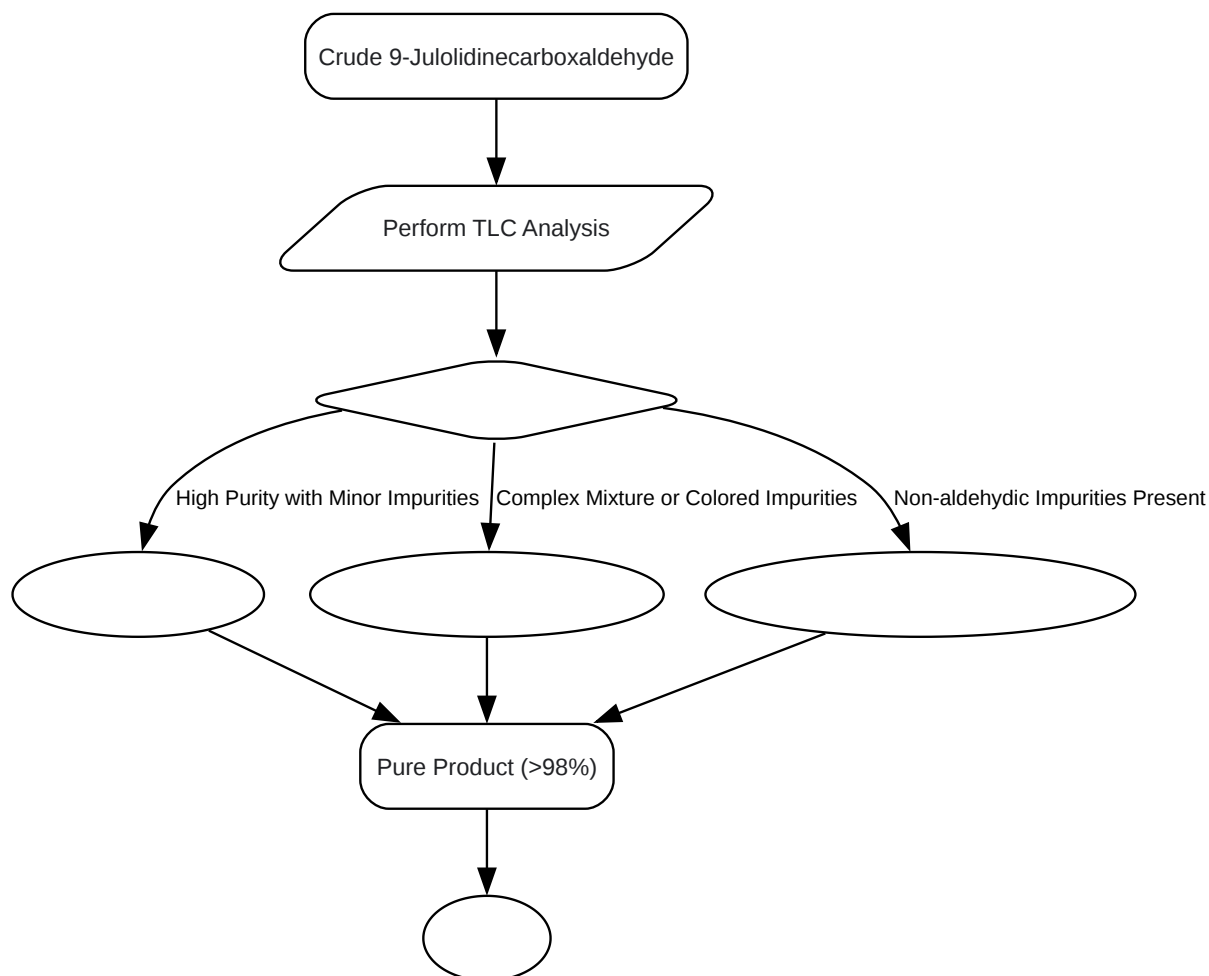 Crude 9-Julolidinecarboxaldehyde
Perform TLC Analysis
High Purity with Minor Impurities
Complex Mixture or Colored Impurities
Non-aldehydic Impurities Present
Pure Product (>98%)